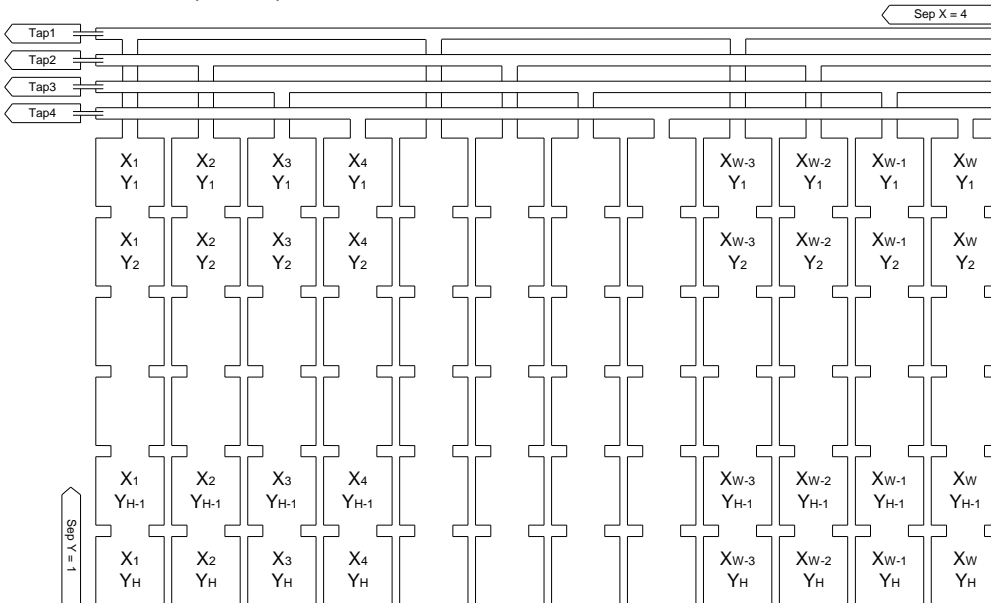 Sep X = 4
Tap1
Tap2
Tap3
Tap4
X1 X2 X3 X4 XW-3 XW-2 XW-1 XW
Y1 Y1 Y1 Y1 Y1 Y1 Y1 Y1
X1 X2 X3 X4 XW-3 XW-2 XW-1 XW
Y2 Y2 Y2 Y2 Y2 Y2 Y2 Y2
X1 X2 X3 X4 XW-3 XW-2 XW-1 XW
YH-1 YH-1 YH-1 YH-1 YH-1 YH-1 YH-1 YH-1
Sep Y = 1
X1 X2 X3 X4 XW-3 XW-2 XW-1 XW
YH YH YH YH YH YH YH YH